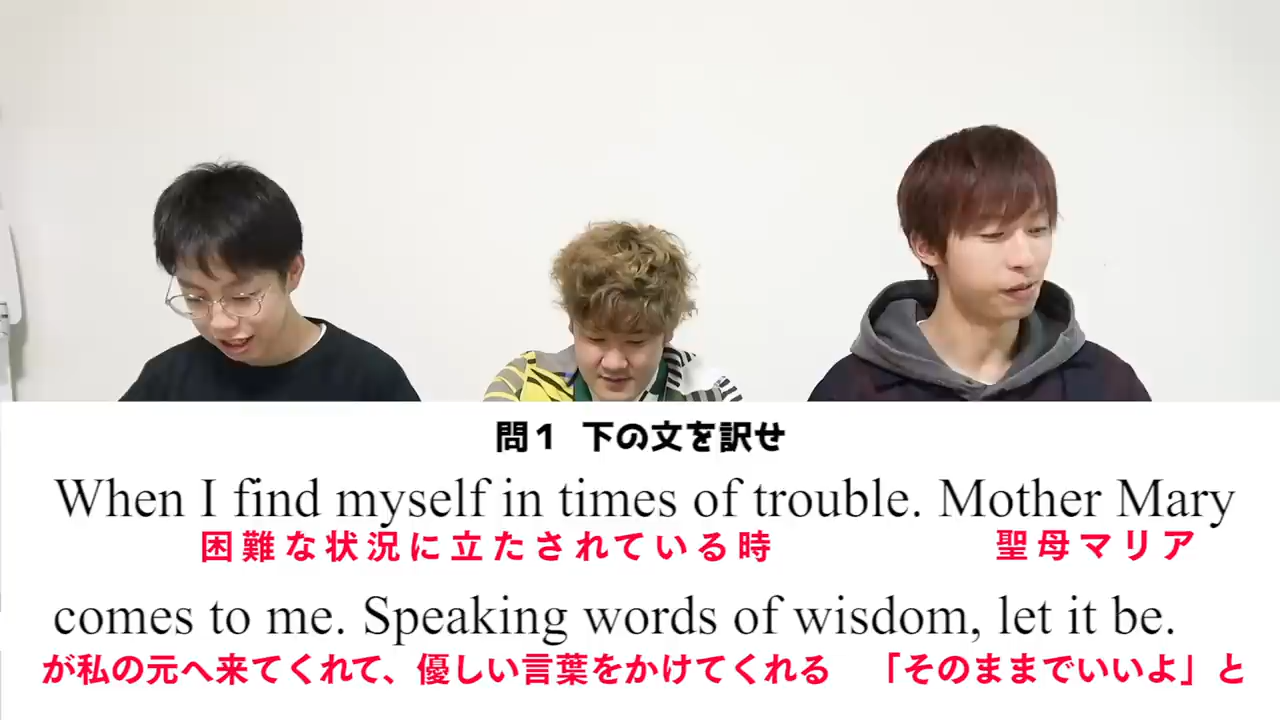 問1 下の文を訳せ
When I find myself in times of trouble. Mother Mary
困難な状況に立たされている時 聖母マリア
comes to me. Speaking words of wisdom, let it be.
が私の元へ来てくれて、優しい言葉をかけてくれる 「そのままでいいよ」と